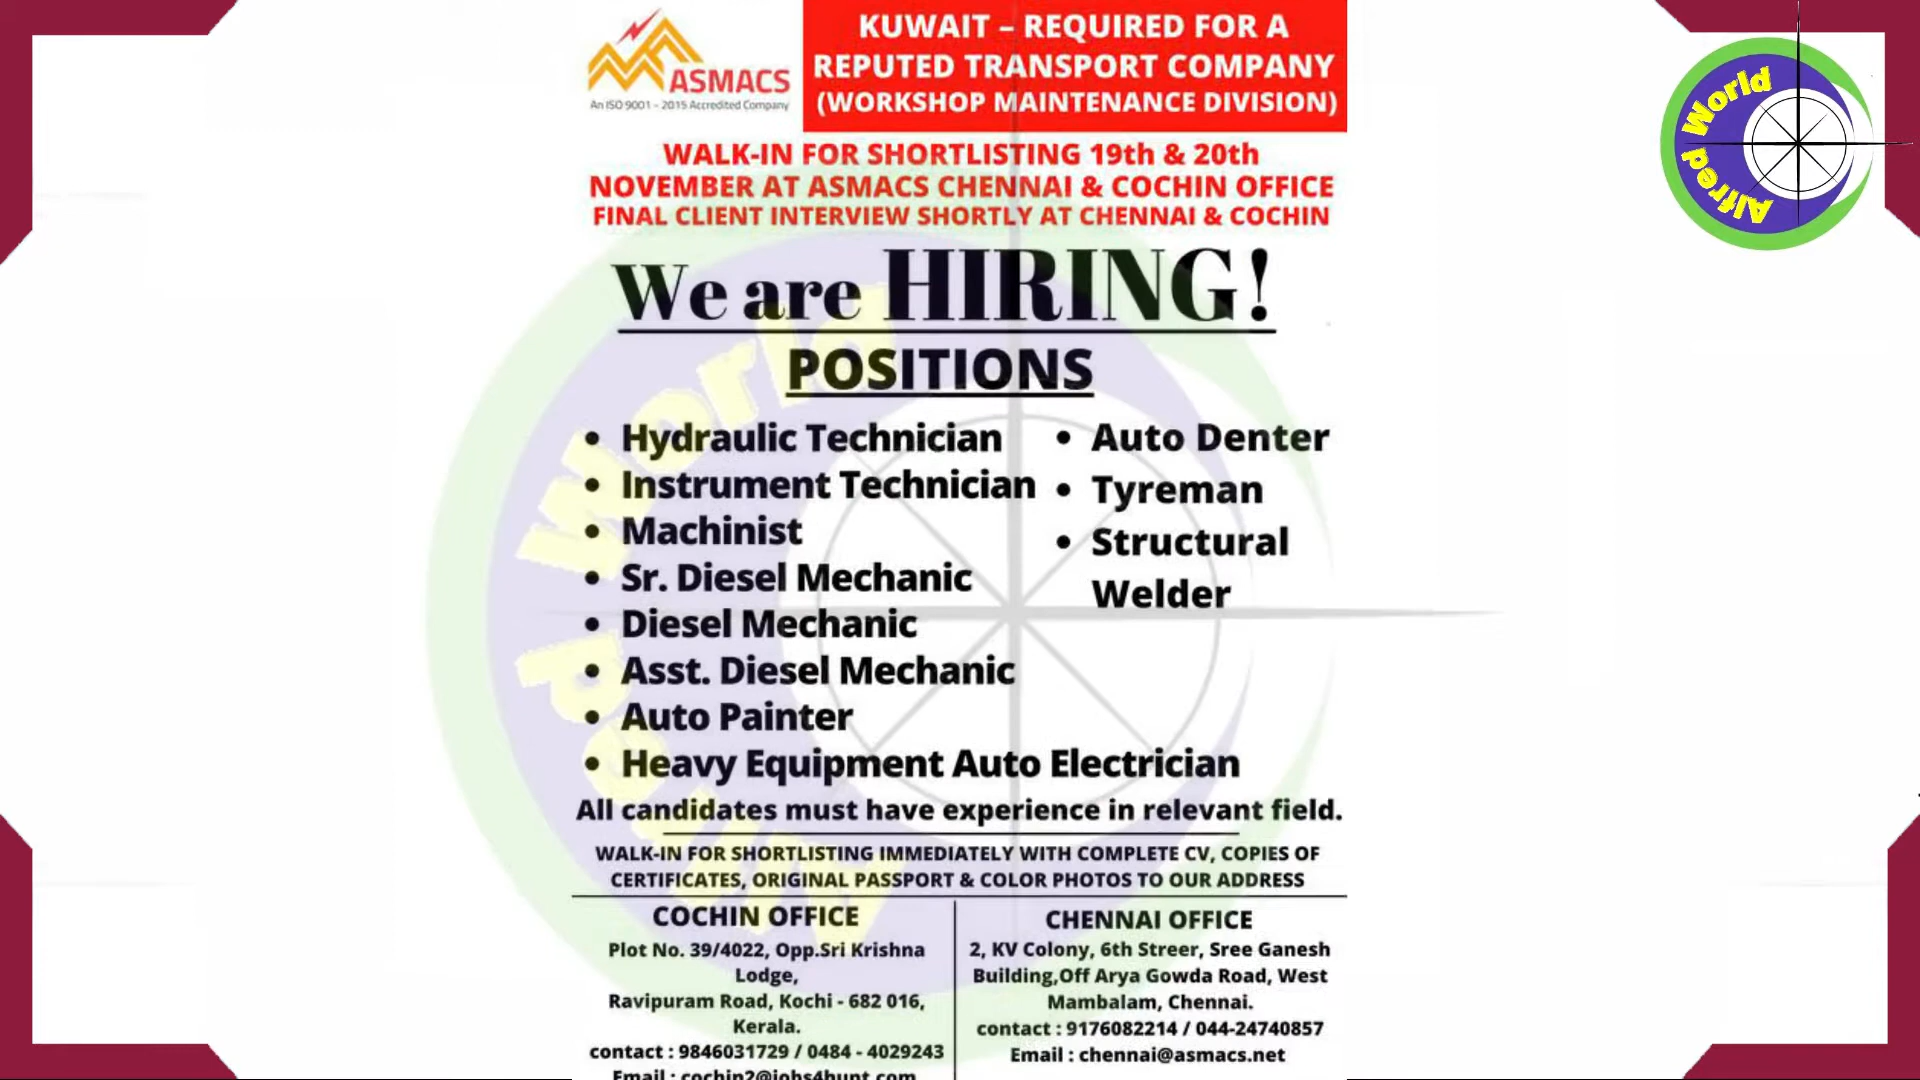 ASMACS
An ISO 9001 - 2015 Accredited Company
KUWAIT – REQUIRED FOR A
REPUTED TRANSPORT COMPANY
(WORKSHOP MAINTENANCE DIVISION)
Alfred World
WALK-IN FOR SHORTLISTING 19th & 20th
NOVEMBER AT ASMACS CHENNAI & COCHIN OFFICE
FINAL CLIENT INTERVIEW SHORTLY AT CHENNAI & COCHIN
We are HIRING!
POSITIONS
• Hydraulic Technician
• Instrument Technician
• Machinist
• Sr. Diesel Mechanic
• Diesel Mechanic
• Asst. Diesel Mechanic
• Auto Painter
• Heavy Equipment Auto Electrician
• Auto Denter
• Tyreman
• Structural
Welder
All candidates must have experience in relevant field.
WALK-IN FOR SHORTLISTING IMMEDIATELY WITH COMPLETE CV, COPIES OF
CERTIFICATES, ORIGINAL PASSPORT & COLOR PHOTOS TO OUR ADDRESS
COCHIN OFFICE
Plot No. 39/4022, Opp.Sri Krishna
Lodge,
Ravipuram Road, Kochi - 682 016,
Kerala.
contact : 9846031729 / 0484 - 4029243
Email : cochin2@jobs4hunt.com
CHENNAI OFFICE
2, KV Colony, 6th Streer, Sree Ganesh
Building,Off Arya Gowda Road, West
Mambalam, Chennai.
contact : 9176082214 / 044-24740857
Email : chennai@asmacs.net
Alfred World